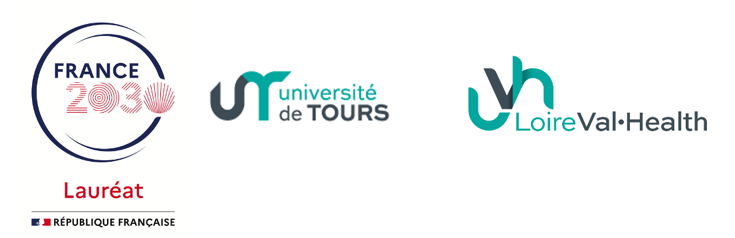 FRANCE
2030
Lauréat
RÉPUBLIQUE FRANÇAISE
université
de TOURS
LoireVal•Health